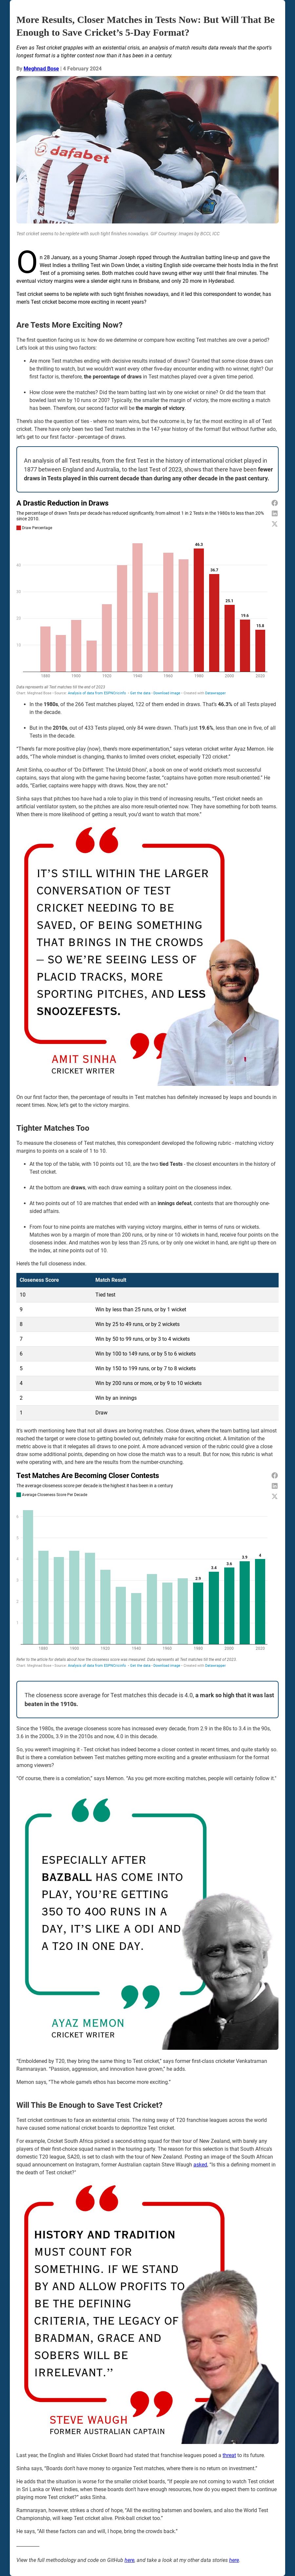 More Results, Closer Matches in Tests Now: But Will That Be
Enough to Save Cricket's 5-Day Format?
Even as Test cricket grapples with an existential crisis, an analysis of match results data reveals that the sport's
longest format is a tighter contest now than it has been in a century.
By Meghnad Bose | 4 February 2024
dafabet
Test cricket seems to be replete with such tight finishes nowadays. GIF Courtesy: Images by BCCI, ICC
On 28 January, as a young Shamar Joseph ripped through the Australian batting line-up and gave the
West Indies a thrilling Test win Down Under, a visiting English side overcame their hosts India in the first
Test of a promising series. Both matches could have swung either way until their final minutes. The
eventual victory margins were a slender eight runs in Brisbane, and only 20 more in Hyderabad.
Test cricket seems to be replete with such tight finishes nowadays, and it led this correspondent to wonder, has
men's Test cricket become more exciting in recent years?
Are Tests More Exciting Now?
The first question facing us is: how do we determine or compare how exciting Test matches are over a period?
Let's look at this using two factors:
Are more Test matches ending with decisive results instead of draws? Granted that some close draws can
be thrilling to watch, but we wouldn't want every other five-day encounter ending with no winner, right? Our
first factor is, therefore, the percentage of draws in Test matches played over a given time period.
How close were the matches? Did the team batting last win by one wicket or nine? Or did the team that
bowled last win by 10 runs or 200? Typically, the smaller the margin of victory, the more exciting a match
has been. Therefore, our second factor will be the margin of victory.
There's also the question of ties - where no team wins, but the outcome is, by far, the most exciting of all in Test
cricket. There have only been two tied Test matches in the 147-year history of the format! But without further ado,
let's get to our first factor - percentage of draws.
An analysis of all Test results, from the first Test in the history of international cricket played in
1877 between England and Australia, to the last Test of 2023, shows that there have been fewer
draws in Tests played in this current decade than during any other decade in the past century.
A Drastic Reduction in Draws
The percentage of drawn Tests per decade has reduced significantly, from almost 1 in 2 Tests in the 1980s to less than 20%
since 2010.
Draw Percentage
46.3
36.7
25.1
19.6
15.8
40
30
20
10
1880 1900 1920 1940 1960 1980 2000 2020
Data represents all Test matches till the end of 2023
Chart: Meghnad Bose • Source: Analysis of data from ESPNCricinfo. • Get the data • Download image • Created with Datawrapper
In the 1980s, of the 266 Test matches played, 122 of them ended in draws. That's 46.3% of all Tests played
in the decade.
But in the 2010s, out of 433 Tests played, only 84 were drawn. That's just 19.6%, less than one in five, of all
Tests in the decade.
"There's far more positive play (now), there's more experimentation," says veteran cricket writer Ayaz Memon. He
adds, "The whole mindset is changing, thanks to limited overs cricket, especially T20 cricket."
Amit Sinha, co-author of 'Do Different: The Untold Dhoni', a book on one of world cricket's most successful
captains, says that along with the game having become faster, "captains have gotten more result-oriented." He
adds, "Earlier, captains were happy with draws. Now, they are not."
Sinha says that pitches too have had a role to play in this trend of increasing results, "Test cricket needs an
artificial ventilator system, so the pitches are also more result-oriented now. They have something for both teams.
When there is more likelihood of getting a result, you'd want to watch that more."
IT'S STILL WITHIN THE LARGER
CONVERSATION OF TEST
CRICKET NEEDING TO BE
SAVED, OF BEING SOMETHING
THAT BRINGS IN THE CROWDS
– SO WE'RE SEEING LESS OF
PLACID TRACKS, MORE
SPORTING PITCHES, AND LESS
SNOOZEFESTS.
AMIT SINHA
CRICKET WRITER
On our first factor then, the percentage of results in Test matches has definitely increased by leaps and bounds in
recent times. Now, let's get to the victory margins.
Tighter Matches Too
To measure the closeness of Test matches, this correspondent developed the following rubric - matching victory
margins to points on a scale of 1 to 10.
At the top of the table, with 10 points out 10, are the two tied Tests - the closest encounters in the history of
Test cricket.
At the bottom are draws, with each draw earning a solitary point on the closeness index.
At two points out of 10 are matches that ended with an innings defeat, contests that are thoroughly one-
sided affairs.
From four to nine points are matches with varying victory margins, either in terms of runs or wickets.
Matches won by a margin of more than 200 runs, or by nine or 10 wickets in hand, receive four points on the
closeness index. And matches won by less than 25 runs, or by only one wicket in hand, are right up there on
the index, at nine points out of 10.
Here's the full closeness index.
Closeness Score Match Result
10 Tied test
9 Win by less than 25 runs, or by 1 wicket
8 Win by 25 to 49 runs, or by 2 wickets
7 Win by 50 to 99 runs, or by 3 to 4 wickets
6 Win by 100 to 149 runs, or by 5 to 6 wickets
5 Win by 150 to 199 runs, or by 7 to 8 wickets
4 Win by 200 runs or more, or by 9 to 10 wickets
2 Win by an innings
1 Draw
It's worth mentioning here that not all draws are boring matches. Close draws, where the team batting last almost
reached the target or were close to getting bowled out, definitely make for exciting cricket. A limitation of the
metric above is that it relegates all draws to one point. A more advanced version of the rubric could give a close
draw some additional points, depending on how close the match was to a result. But for now, this rubric is what
we're operating with, and here are the results from the number-crunching.
Test Matches Are Becoming Closer Contests
The average closeness score per decade is the highest it has been in a century
Average Closeness Score Per Decade
2.9
3.4
3.6
3.9
4
6
5
4
3
2
1
1880 1900 1920 1940 1960 1980 2000 2020
Refer to the article for details about how the closeness score was measured. Data represents all Test matches till the end of 2023.
Chart: Meghnad Bose • Source: Analysis of data from ESPNCricinfo. • Get the data • Download image • Created with Datawrapper
The closeness score average for Test matches this decade is 4.0, a mark so high that it was last
beaten in the 1910s.
Since the 1980s, the average closeness score has increased every decade, from 2.9 in the 80s to 3.4 in the 90s,
3.6 in the 2000s, 3.9 in the 2010s and now, 4.0 in this decade.
So, you weren't imagining it - Test cricket has indeed become a closer contest in recent times, and quite starkly so.
But is there a correlation between Test matches getting more exciting and a greater enthusiasm for the format
among viewers?
"Of course, there is a correlation," says Memon. "As you get more exciting matches, people will certainly follow it."
ESPECIALLY AFTER
BAZBALL HAS COME INTO
PLAY, YOU'RE GETTING
350 TO 400 RUNS IN A
DAY, IT'S LIKE A ODI AND
A T20 IN ONE DAY.
AYAZ MEMON
CRICKET WRITER
"Emboldened by T20, they bring the same thing to Test cricket," says former first-class cricketer Venkatraman
Ramnarayan. "Passion, aggression, and innovation have grown," he adds.
Memon says, "The whole game's ethos has become more exciting."
Will This Be Enough to Save Test Cricket?
Test cricket continues to face an existential crisis. The rising sway of T20 franchise leagues across the world
have caused some national cricket boards to deprioritize Test cricket.
For example, Cricket South Africa picked a second-string squad for their tour of New Zealand, with barely any
players of their first-choice squad named in the touring party. The reason for this selection is that South Africa's
domestic T20 league, SA20, is set to clash with the tour of New Zealand. Posting an image of the South African
squad announcement on Instagram, former Australian captain Steve Waugh asked, "Is this a defining moment in
the death of Test cricket?"
HISTORY AND TRADITION
MUST COUNT FOR
SOMETHING. IF WE STAND
BY AND ALLOW PROFITS TO
BE THE DEFINING
CRITERIA, THE LEGACY OF
BRADMAN, GRACE AND
SOBERS WILL BE
IRRELEVANT."
STEVE WAUGH
FORMER AUSTRALIAN CAPTAIN
Last year, the English and Wales Cricket Board had stated that franchise leagues posed a threat to its future.
Sinha says, "Boards don't have money to organize Test matches, where there is no return on investment."
He adds that the situation is worse for the smaller cricket boards, "If people are not coming to watch Test cricket
in Sri Lanka or West Indies, when these boards don't have enough resources, how do you expect them to continue
playing more Test cricket?" asks Sinha.
Ramnarayan, however, strikes a chord of hope, "All the exciting batsmen and bowlers, and also the World Test
Championship, will keep Test cricket alive. Pink-ball cricket too."
He says, "All these factors can and will, I hope, bring the crowds back."
View the full methodology and code on GitHub here, and take a look at my other data stories here.